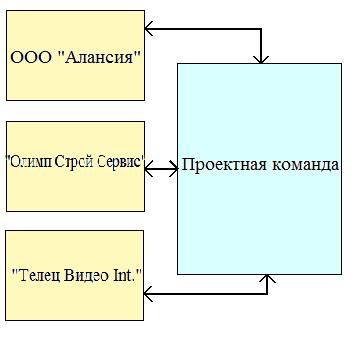 ООО "Алансия"
"Олимп Строй Сервис"
Проектная команда
"Телец Видео Int."